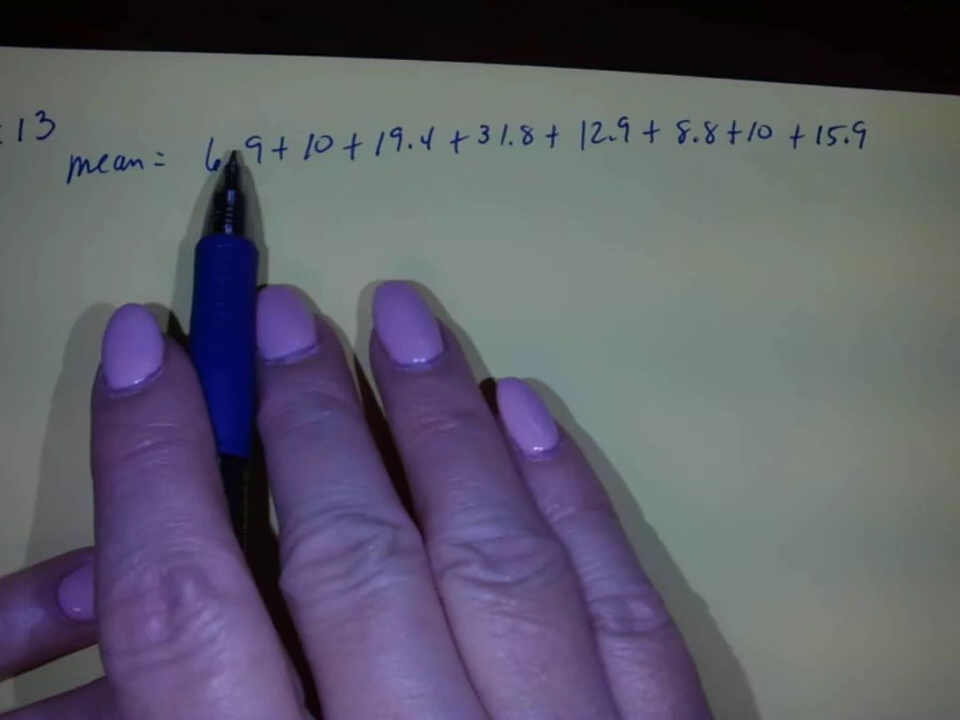 13
mean = 6.9 + 10 + 19.4 + 31.8 + 12.9 + 8.8 + 10 + 15.9